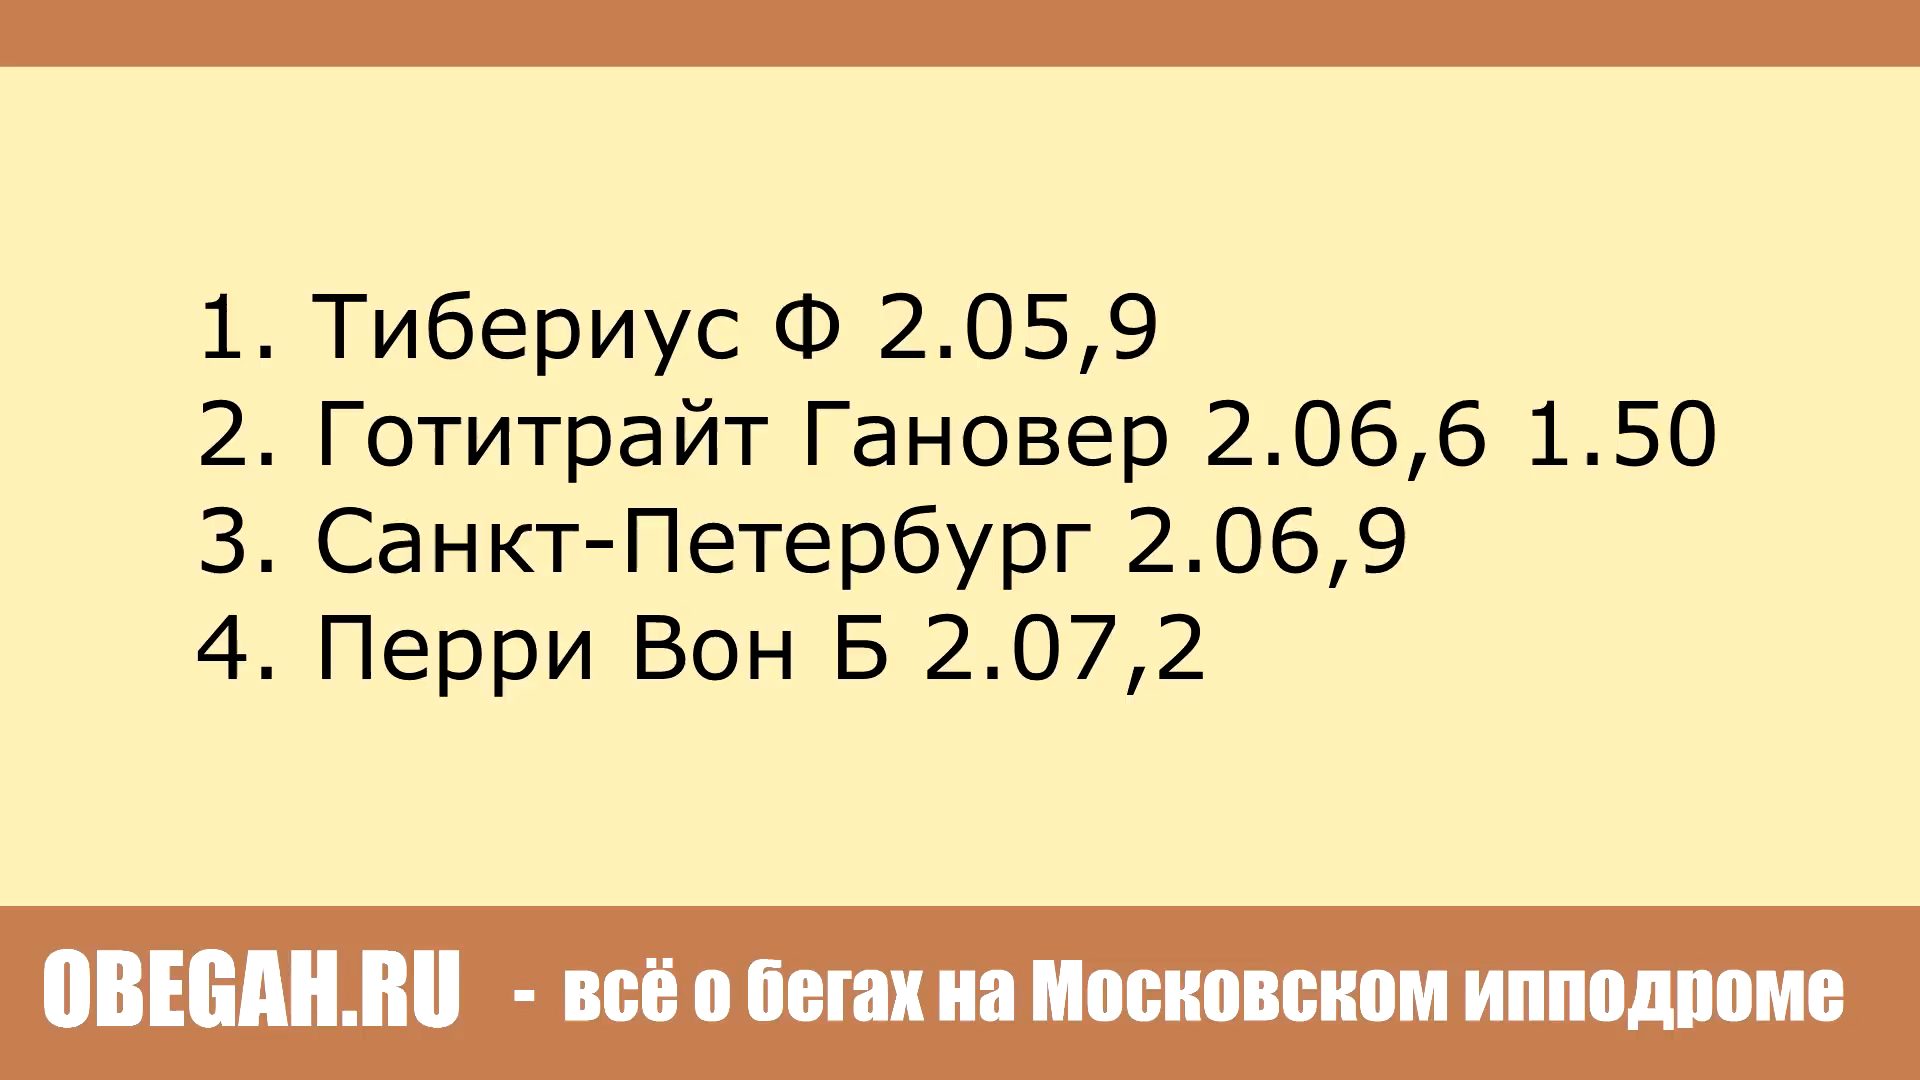 1. Тибериус Ф 2.05,9
2. Готитрайт Гановер 2.06,6 1.50
3. Санкт-Петербург 2.06,9
4. Перри Вон Б 2.07,2
OBEGAH.RU - всё о бегах на Московском ипподроме